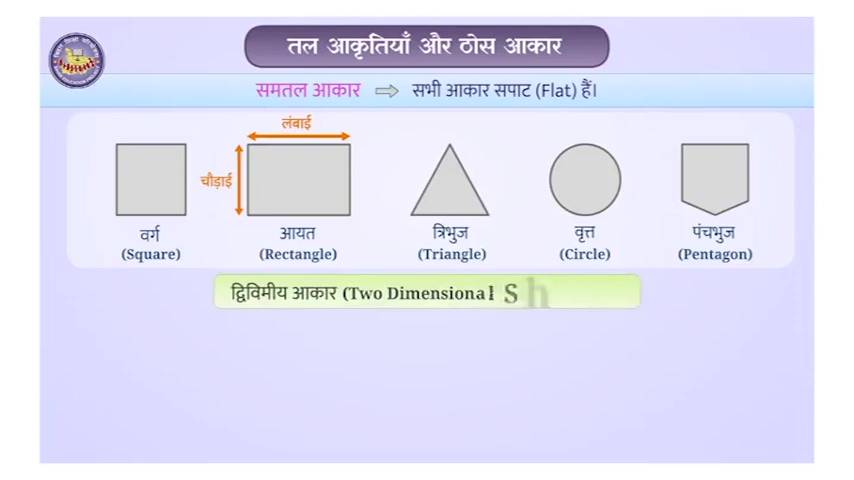 तल आकृतियाँ और ठोस आकार
समतल आकार ⇨ सभी आकार सपाट (Flat) हैं।
लंबाई
चौड़ाई
वर्ग आयत त्रिभुज वृत्त पंचभुज
(Square) (Rectangle) (Triangle) (Circle) (Pentagon)
द्विविमीय आकार (Two Dimensional Sh